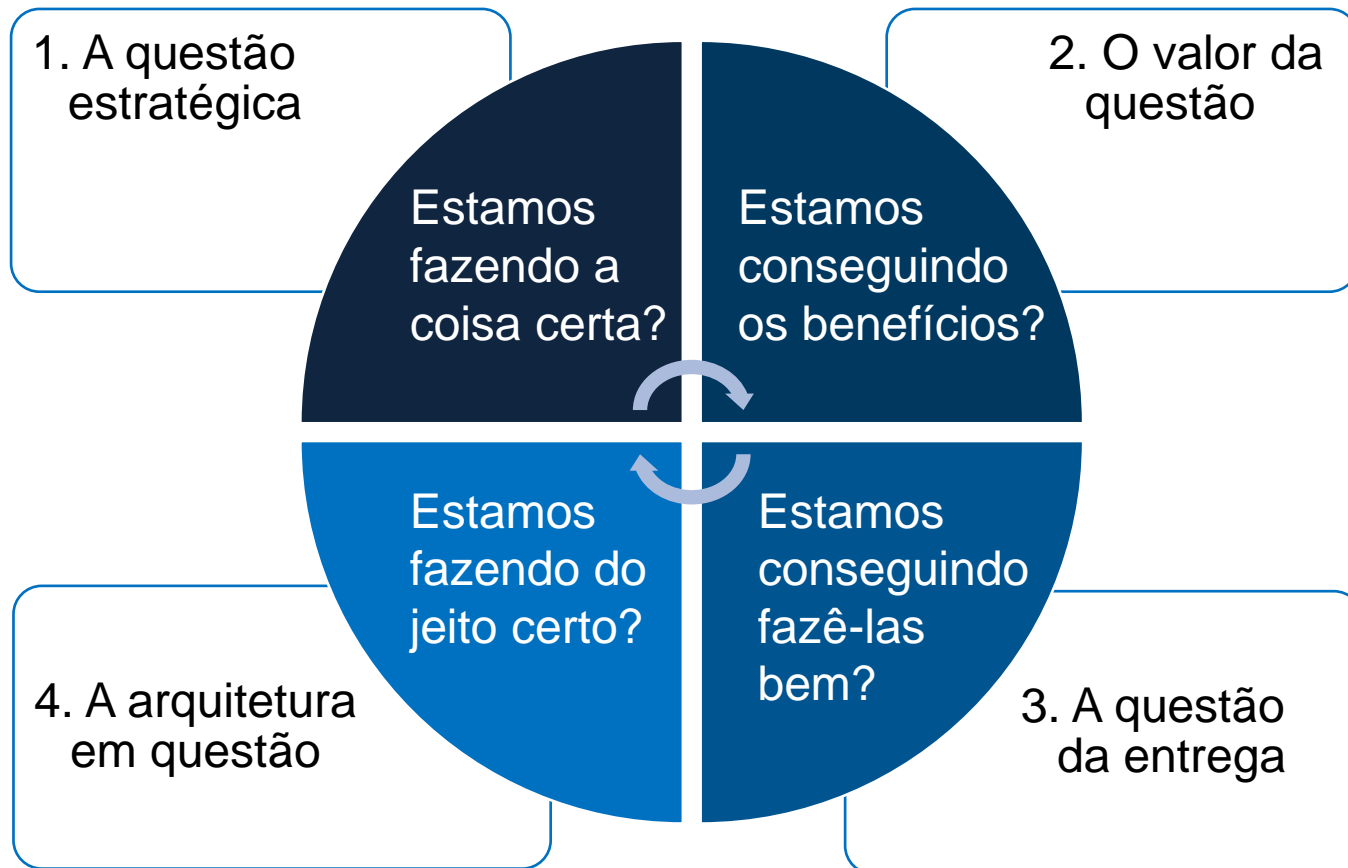 1. A questão
estratégica
Estamos
fazendo a
coisa certa?
2. O valor da
questão
Estamos
conseguindo
os benefícios?
3. A questão
da entrega
Estamos
conseguindo
fazê-las
bem?
4. A arquitetura
em questão
Estamos
fazendo do
jeito certo?